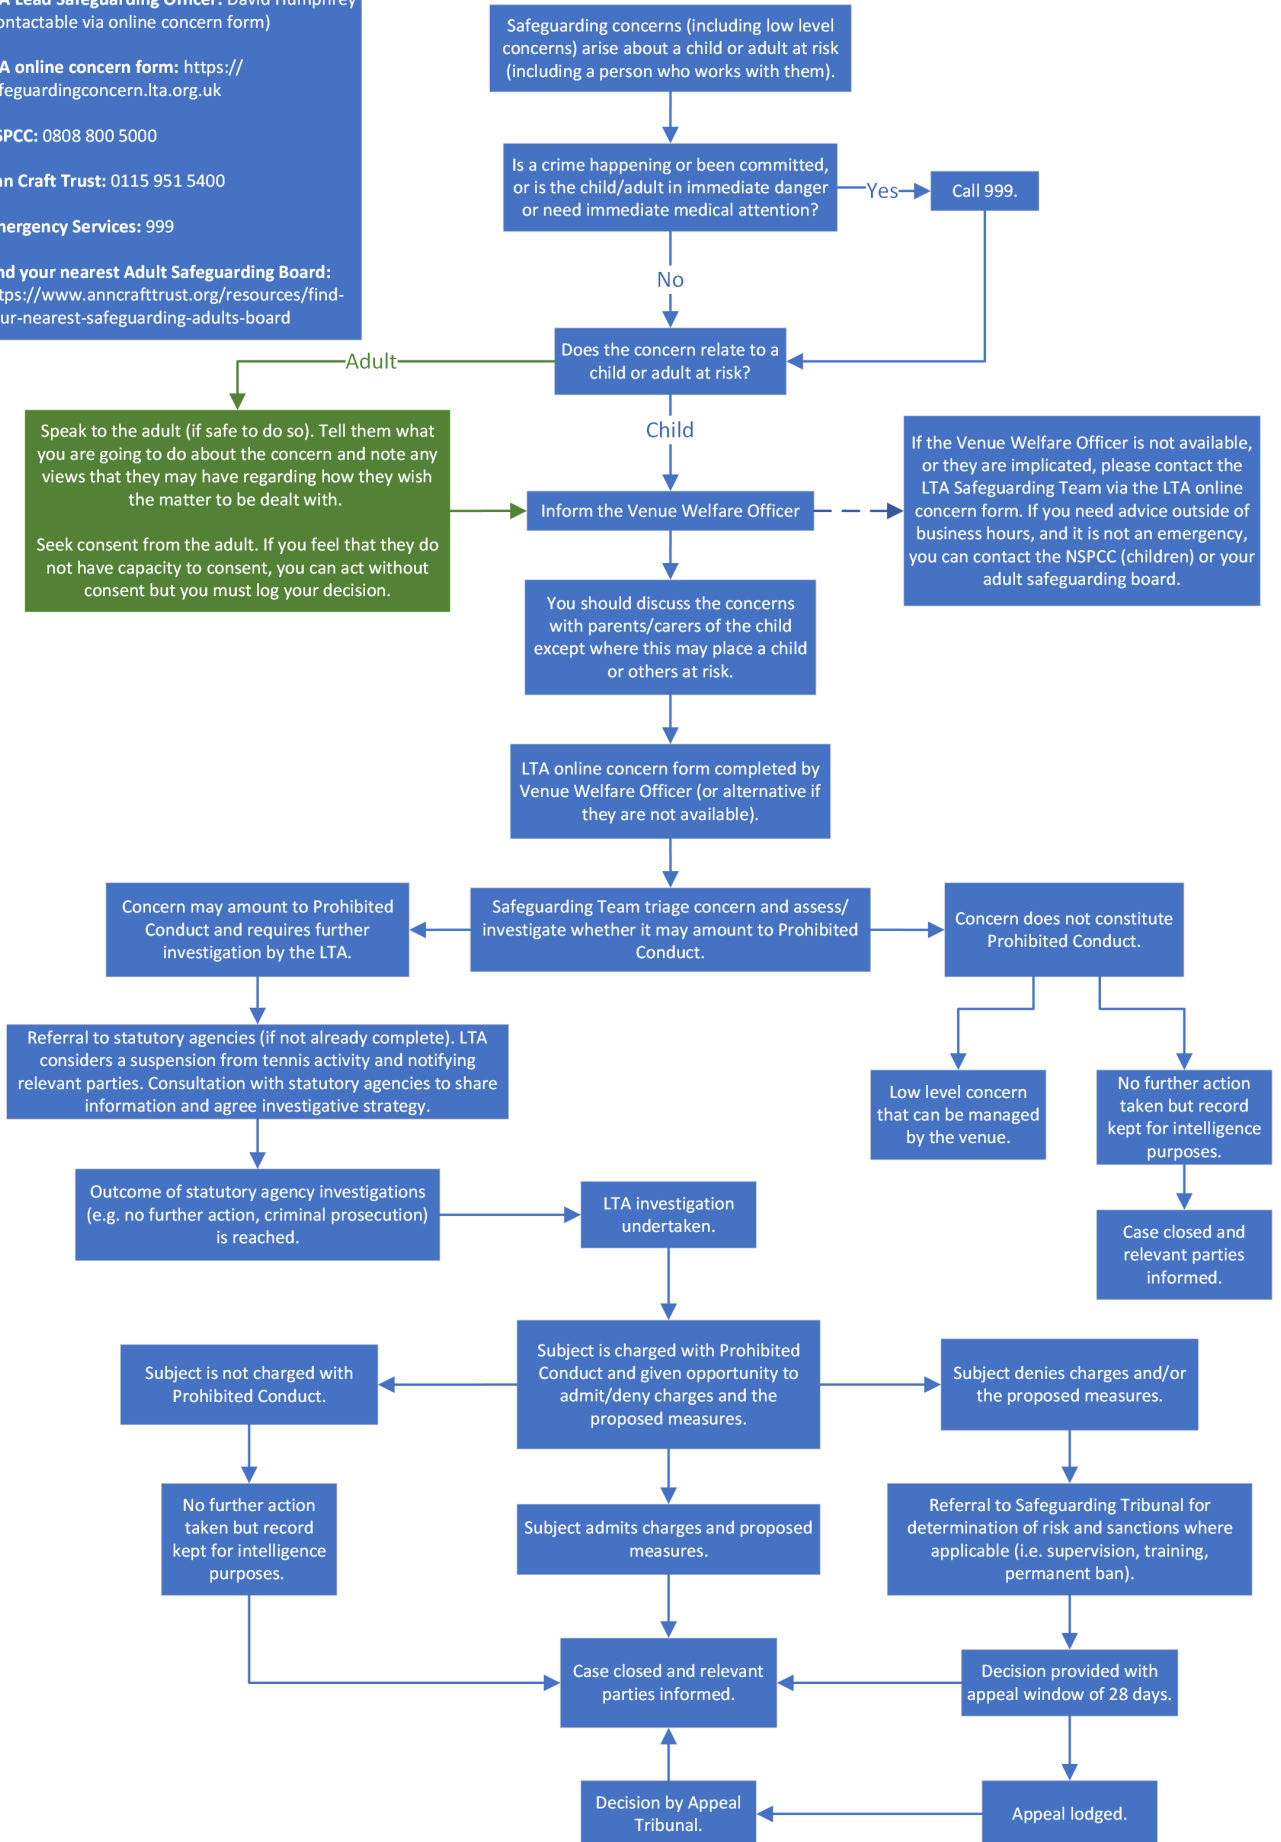 Lead Safeguarding Officer: David Humphrey
contactable via online concern form)
online concern form: https://
safeguardingconcern.lta.org.uk
NSPCC: 0808 800 5000
Ann Craft Trust: 0115 951 5400
Emergency Services: 999
Find your nearest Adult Safeguarding Board:
https://www.anncrafttrust.org/resources/find-
your-nearest-safeguarding-adults-board
Safeguarding concerns (including low level
concerns) arise about a child or adult at risk
(including a person who works with them).
Is a crime happening or been committed,
or is the child/adult in immediate danger
or need immediate medical attention?
Yes
Call 999.
No
Does the concern relate to a
child or adult at risk?
Adult
Child
Speak to the adult (if safe to do so). Tell them what
you are going to do about the concern and note any
views that they may have regarding how they wish
the matter to be dealt with.
Seek consent from the adult. If you feel that they do
not have capacity to consent, you can act without
consent but you must log your decision.
Inform the Venue Welfare Officer
If the Venue Welfare Officer is not available,
or they are implicated, please contact the
LTA Safeguarding Team via the LTA online
concern form. If you need advice outside of
business hours, and it is not an emergency,
you can contact the NSPCC (children) or your
adult safeguarding board.
You should discuss the concerns
with parents/carers of the child
except where this may place a child
or others at risk.
LTA online concern form completed by
Venue Welfare Officer (or alternative if
they are not available).
Concern may amount to Prohibited
Conduct and requires further
investigation by the LTA.
Safeguarding Team triage concern and assess/
investigate whether it may amount to Prohibited
Conduct.
Concern does not constitute
Prohibited Conduct.
Referral to statutory agencies (if not already complete). LTA
considers a suspension from tennis activity and notifying
relevant parties. Consultation with statutory agencies to share
information and agree investigative strategy.
Low level concern
that can be managed
by the venue.
No further action
taken but record
kept for intelligence
purposes.
Outcome of statutory agency investigations
(e.g. no further action, criminal prosecution)
is reached.
LTA investigation
undertaken.
Case closed and
relevant parties
informed.
Subject is not charged with
Prohibited Conduct.
Subject is charged with Prohibited
Conduct and given opportunity to
admit/deny charges and the
proposed measures.
Subject denies charges and/or
the proposed measures.
No further action
taken but record
kept for intelligence
purposes.
Subject admits charges and proposed
measures.
Referral to Safeguarding Tribunal for
determination of risk and sanctions where
applicable (i.e. supervision, training,
permanent ban).
Case closed and relevant
parties informed.
Decision provided with
appeal window of 28 days.
Decision by Appeal
Tribunal.
Appeal lodged.